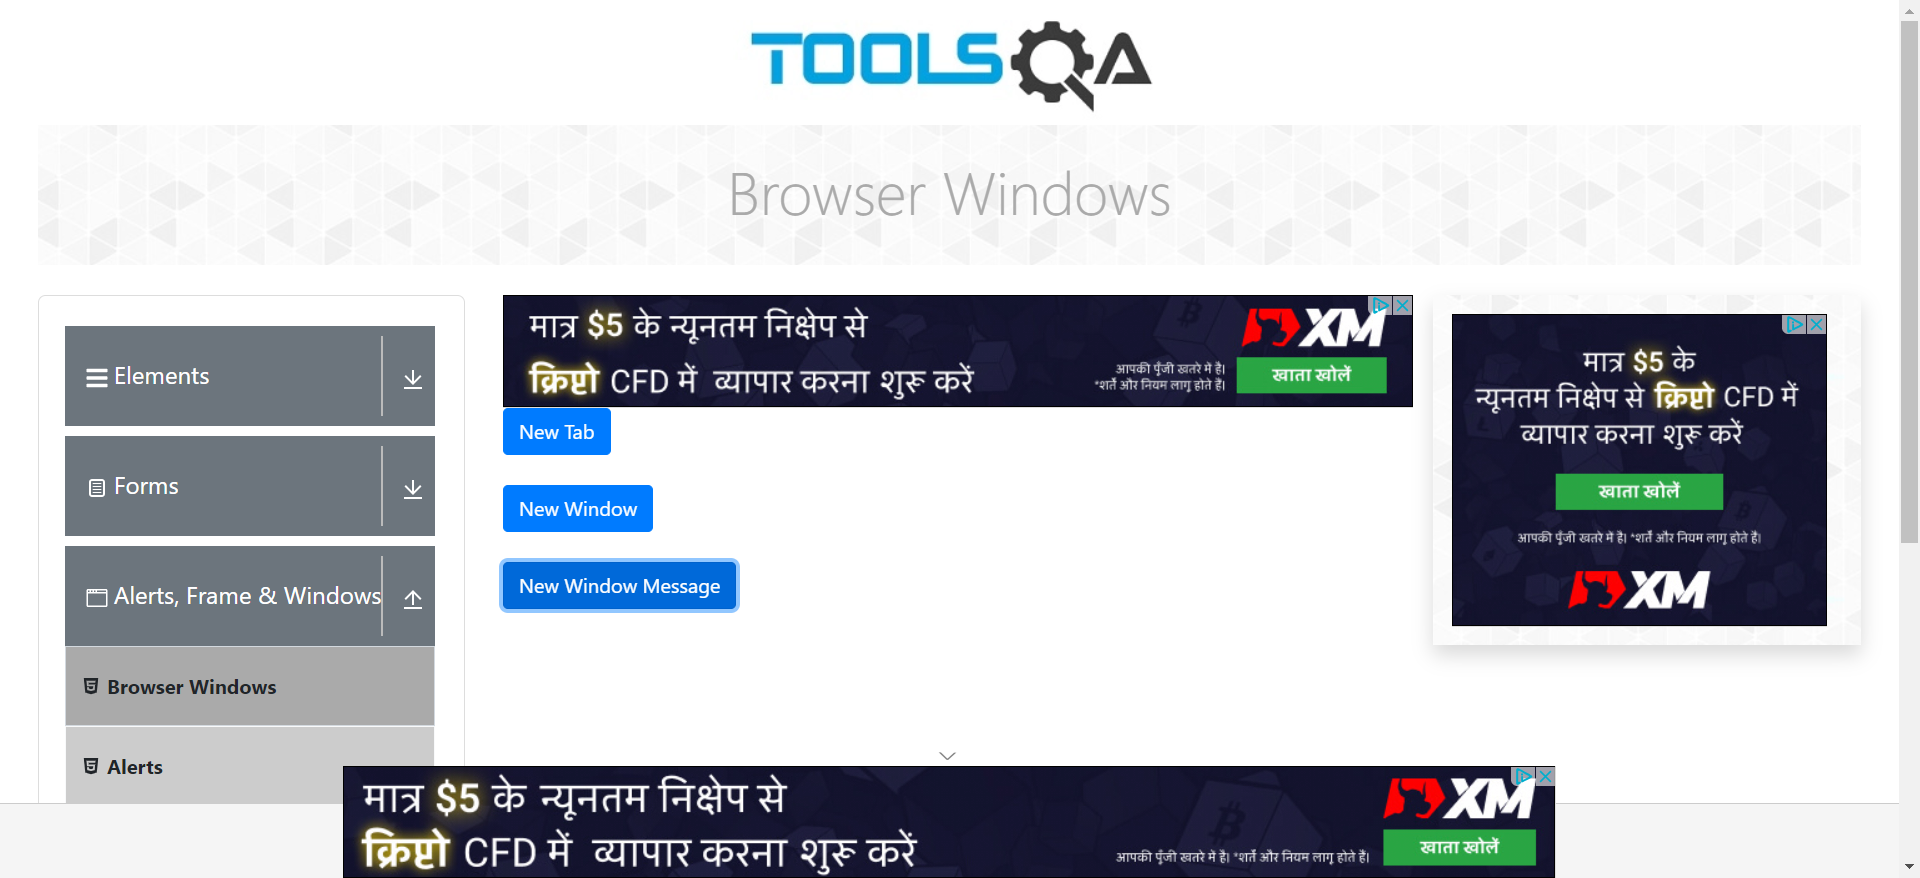 TOOLSQA
Browser Windows
Elements
Forms
Alerts, Frame & Windows
Browser Windows
Alerts
मात्र $5 के न्यूनतम निक्षेप से
क्रिप्टो CFD में व्यापार करना शुरू करें
आपकी पूँजी खतरे में है।
*शर्तें और नियम लागू होते हैं।
XM
खाता खोलें
New Tab
New Window
New Window Message
मात्र $5 के
न्यूनतम निक्षेप से क्रिप्टो CFD में
व्यापार करना शुरू करें
खाता खोलें
आपकी पूँजी खतरे में है। *शर्तें और नियम लागू होते हैं।
XM
मात्र $5 के न्यूनतम निक्षेप से
क्रिप्टो CFD में व्यापार करना शुरू करें
आपकी पूँजी खतरे में है। *शर्तें और नियम लागू होते हैं।
XM
खाता खोलें